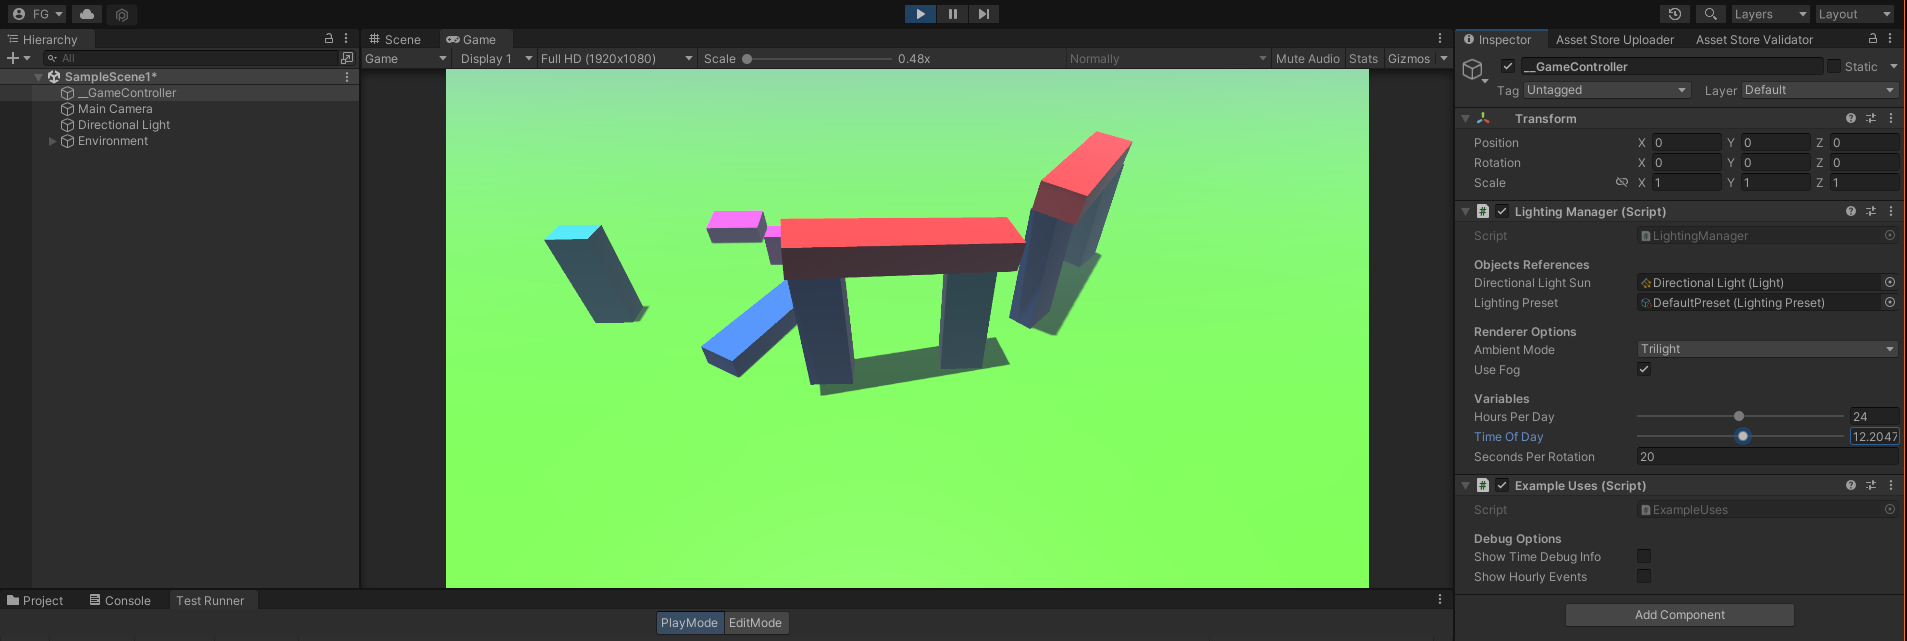 FG
Layers
Layout
Hierarchy
All
SampleScene1*
__GameController
Main Camera
Directional Light
Environment
Scene
Game
Game
Display 1
Full HD (1920x1080)
Scale
0.48x
Normally
Mute Audio
Stats
Gizmos
Inspector
Asset Store Uploader
Asset Store Validator
__GameController
Static
Tag Untagged
Layer Default
Transform
Position X 0 Y 0 Z 0
Rotation X 0 Y 0 Z 0
Scale X 1 Y 1 Z 1
# Lighting Manager (Script)
Script # LightingManager
Objects References
Directional Light Sun Directional Light (Light)
Lighting Preset DefaultPreset (Lighting Preset)
Renderer Options
Ambient Mode Trilight
Use Fog
Variables
Hours Per Day 24
Time Of Day 12.2047
Seconds Per Rotation 20
# Example Uses (Script)
Script # ExampleUses
Debug Options
Show Time Debug Info
Show Hourly Events
Add Component
Project
Console
Test Runner
PlayMode
EditMode